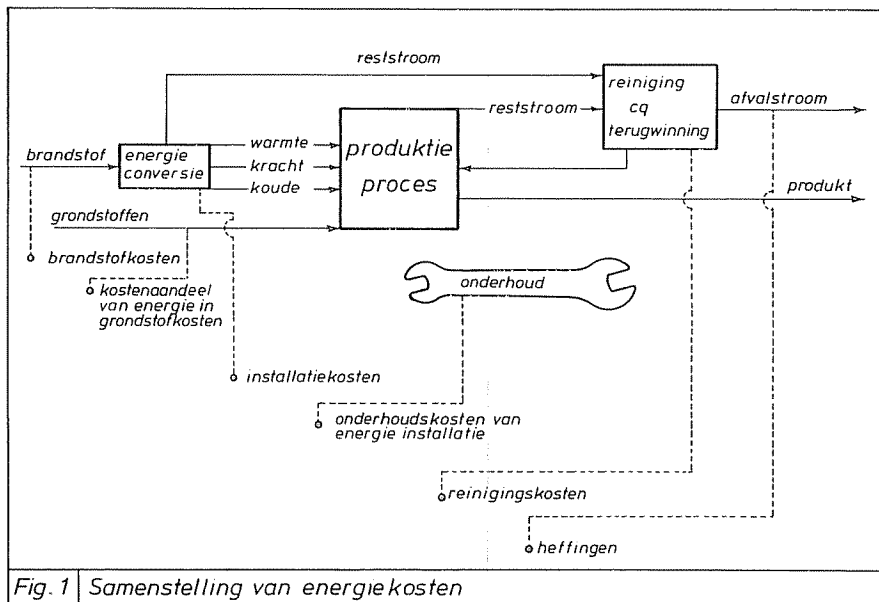 reststroom
reiniging
cq
terugwinning
reststroom
afvalstroom
brandstof
energie
conversie
warmte
kracht
koude
produktie
proces
produkt
grondstoffen
brandstofkosten
onderhoud
kostenaandeel
van energie in
grondstofkosten
installatiekosten
onderhoudskosten van
energie installatie
reinigingskosten
heffingen
Fig. 1 Samenstelling van energiekosten